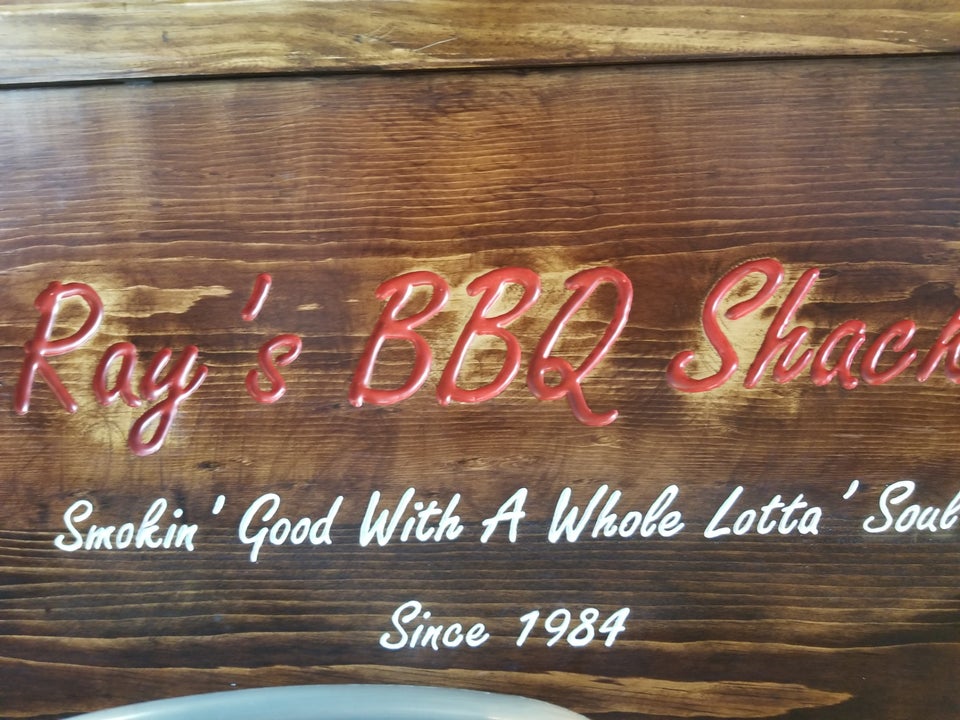 Ray's BBQ Shack
Smokin' Good With A Whole Lotta' Soul
Since 1984